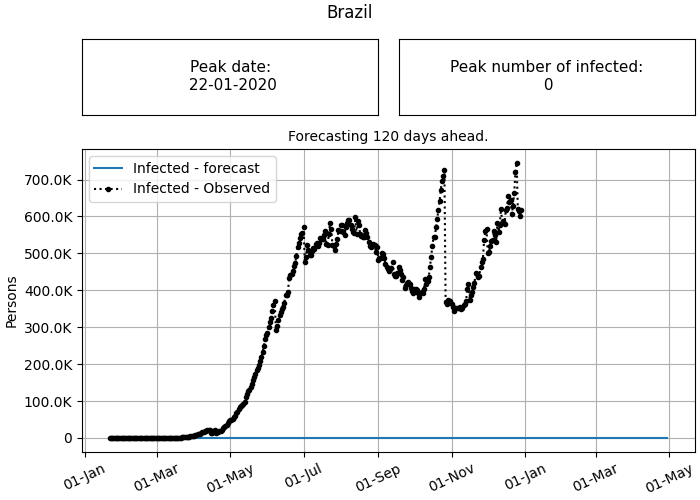 Brazil
Peak date:
22-01-2020
Peak number of infected:
0
Forecasting 120 days ahead.
Infected - forecast
Infected - Observed
700.0K
600.0K
500.0K
400.0K
300.0K
200.0K
100.0K
0
Persons
01-Jan
01-Mar
01-May
01-Jul
01-Sep
01-Nov
01-Jan
01-Mar
01-May